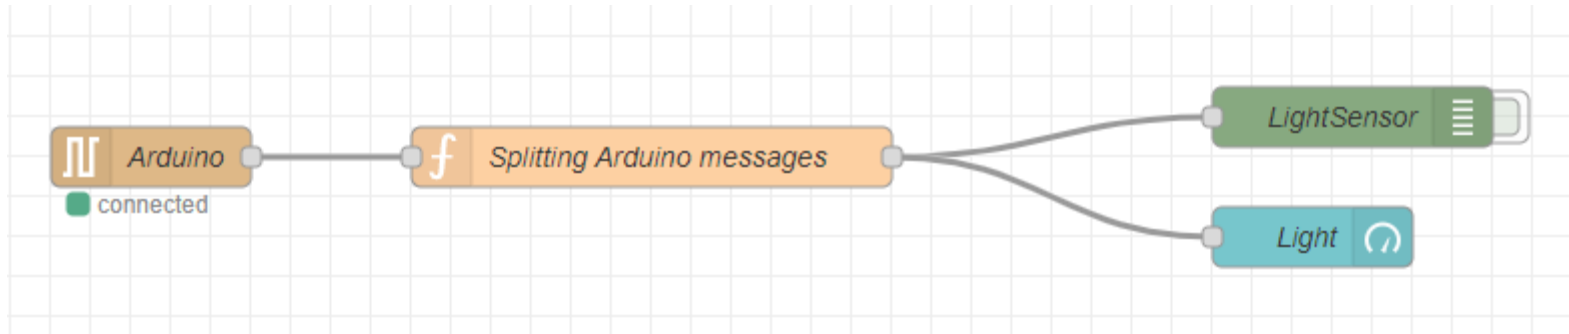 Arduino
connected
Splitting Arduino messages
LightSensor
Light